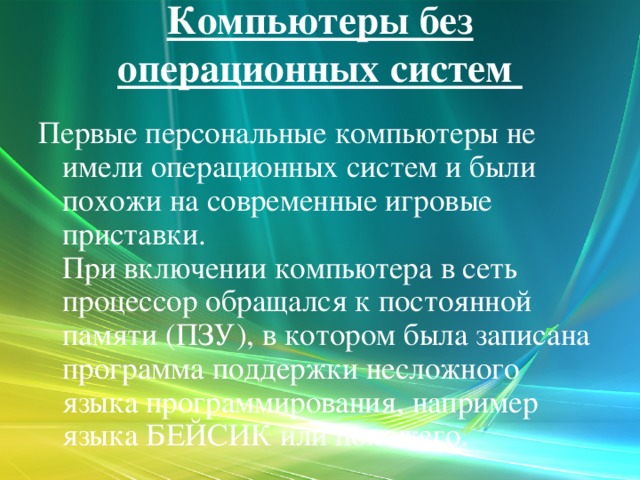 Компьютеры без
операционных систем
Первые персональные компьютеры не
имели операционных систем и были
похожи на современные игровые
приставки.
При включении компьютера в сеть
процессор обращался к постоянной
памяти (ПЗУ), в котором была записана
программа поддержки несложного
языка программирования, например
языка БЕЙСИК или похожего.